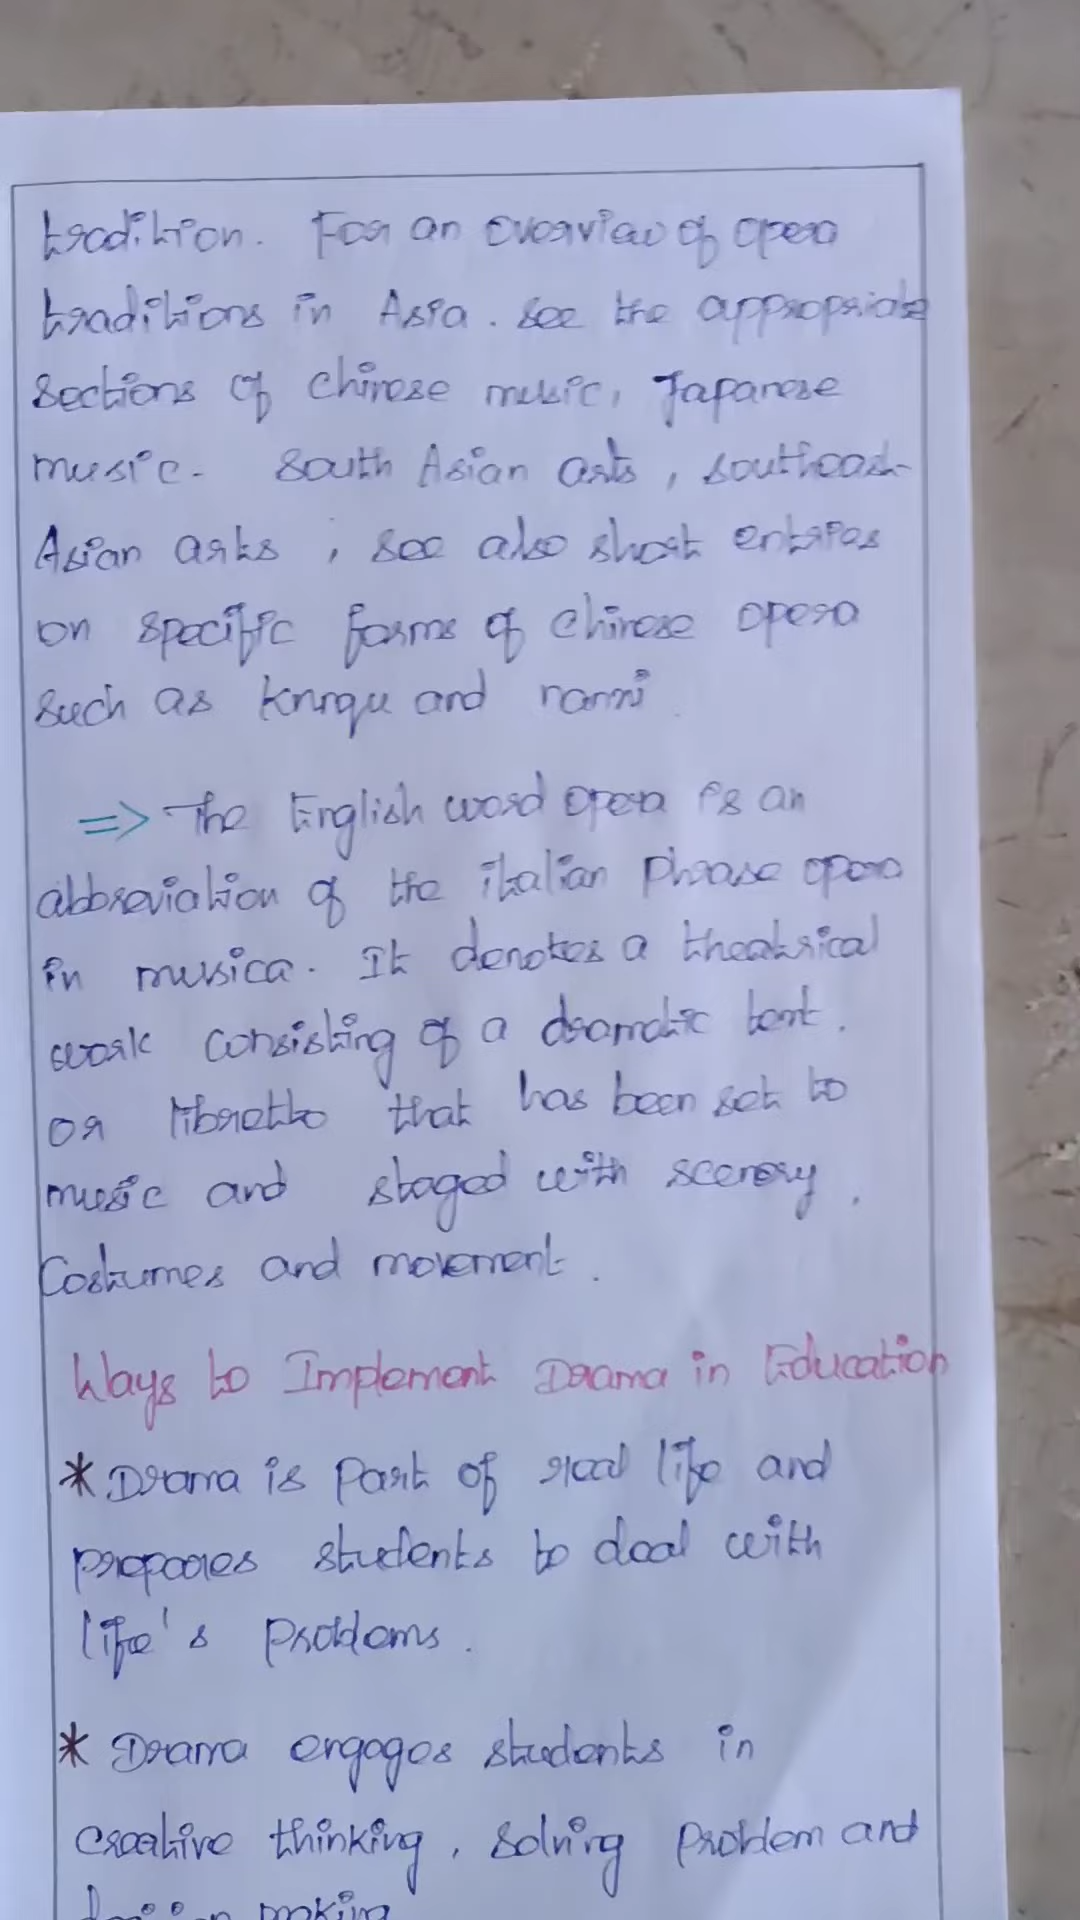 tradition. For an overview of opera
traditions in Asia. see the appropriate
sections of Chinese music, Japanese
music. South Asian arts, southeast
Asian arts ; see also short entries
on specific forms of Chinese opera
such as kunqu and nanxi.
=> The English word opera is an
abbreviation of the italian phrase opera
in musica. It denotes a theatrical
work consisting of a dramatic text.
or libretto that has been set to
music and staged with scenery,
Costumes and movement.
Ways to Implement Drama in Education
* Drama is part of real life and
prepares students to deal with
life's problems.
* Drama engages students in
creative thinking, solving problem and
decision making